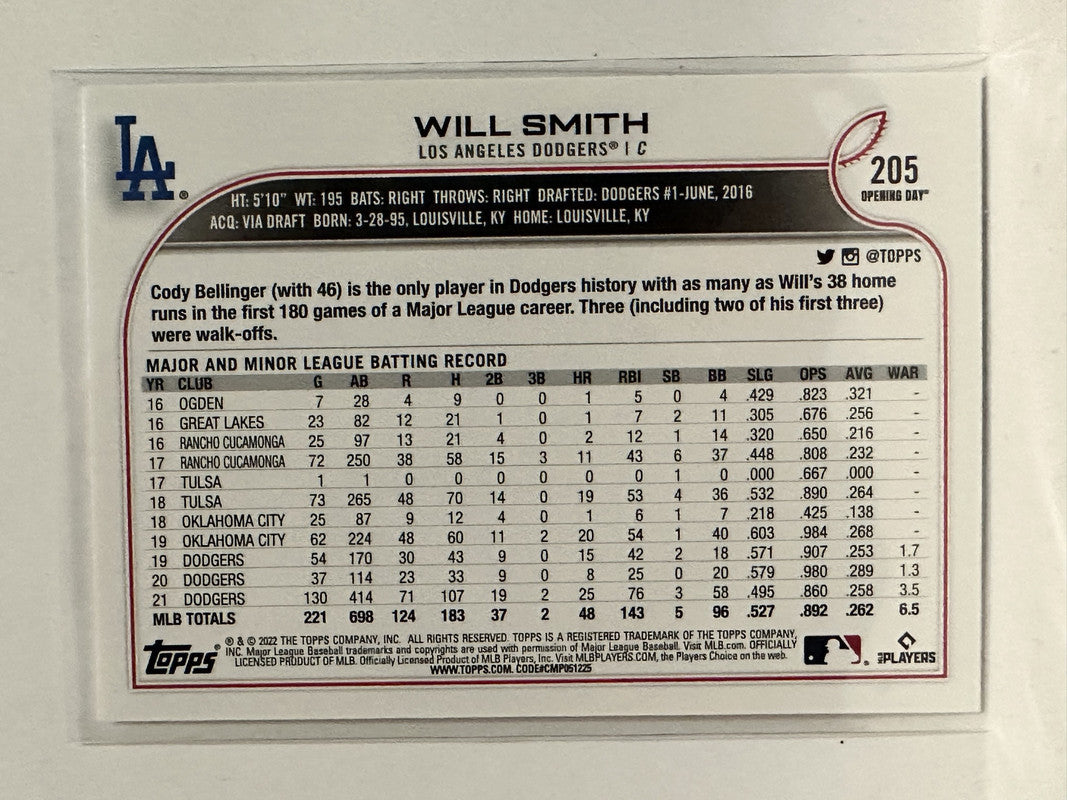 LA®
WILL SMITH
LOS ANGELES DODGERS® | C
205
OPENING DAY™
HT: 5'10" WT: 195 BATS: RIGHT THROWS: RIGHT DRAFTED: DODGERS #1-JUNE, 2016
ACQ: VIA DRAFT BORN: 3-28-95, LOUISVILLE, KY HOME: LOUISVILLE, KY
@TOPPS
Cody Bellinger (with 46) is the only player in Dodgers history with as many as Will's 38 home
runs in the first 180 games of a Major League career. Three (including two of his first three)
were walk-offs.
MAJOR AND MINOR LEAGUE BATTING RECORD
YR CLUB G AB R H 2B 3B HR RBI SB BB SLG OPS AVG WAR
16 OGDEN 7 28 4 9 0 0 1 5 0 4 .429 .823 .321 -
16 GREAT LAKES 23 82 12 21 1 0 1 7 2 11 .305 .676 .256 -
16 RANCHO CUCAMONGA 25 97 13 21 4 0 2 12 1 14 .320 .650 .216 -
17 RANCHO CUCAMONGA 72 250 38 58 15 3 11 43 6 37 .448 .808 .232 -
17 TULSA 1 1 0 0 0 0 0 0 1 0 .000 .667 .000 -
18 TULSA 73 265 48 70 14 0 19 53 4 36 .532 .890 .264 -
18 OKLAHOMA CITY 25 87 9 12 4 0 1 6 1 7 .218 .425 .138 -
19 OKLAHOMA CITY 62 224 48 60 11 2 20 54 1 40 .603 .984 .268 -
19 DODGERS 54 170 30 43 9 0 15 42 2 18 .571 .907 .253 1.7
20 DODGERS 37 114 23 33 9 0 8 25 0 20 .579 .980 .289 1.3
21 DODGERS 130 414 71 107 19 2 25 76 3 58 .495 .860 .258 3.5
MLB TOTALS 221 698 124 183 37 2 48 143 5 96 .527 .892 .262 6.5
Topps®
® & © 2022 THE TOPPS COMPANY, INC. ALL RIGHTS RESERVED. TOPPS IS A REGISTERED TRADEMARK OF THE TOPPS COMPANY,
INC. Major League Baseball trademarks and copyrights are used with permission of Major League Baseball. Visit MLB.com. OFFICIALLY
LICENSED PRODUCT OF MLB. Officially Licensed Product of MLB Players, Inc. Visit MLBPLAYERS.COM, the Players Choice on the web.
WWW.TOPPS.COM. CODE#CMP051225
MLB PLAYERS